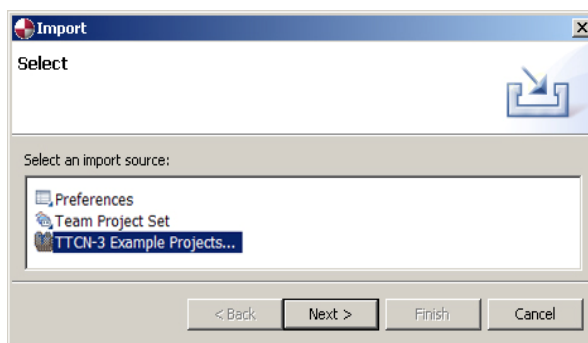 Import
Select
Select an import source:
Preferences
Team Project Set
TTCN-3 Example Projects...
< Back Next > Finish Cancel